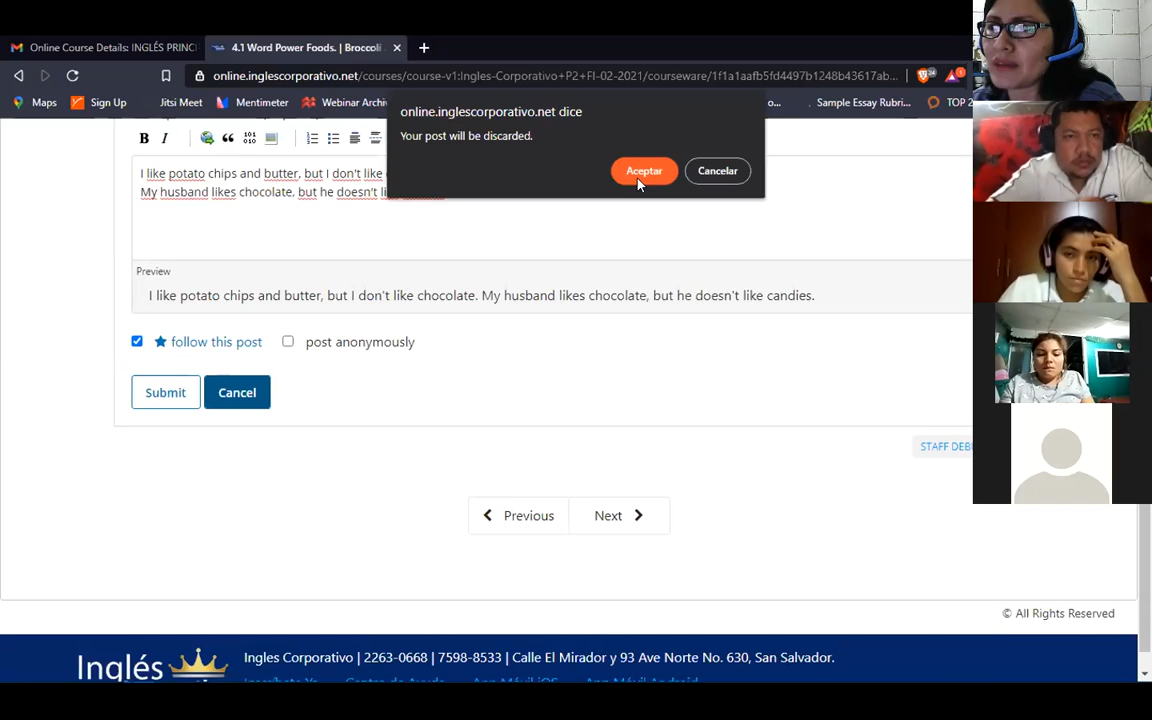 Online Course Details: INGLÉS PRINCI
4.1 Word Power Foods. | Broccoli
online.inglescorporativo.net/courses/course-v1:Ingles-Corporativo+P2+FI-02-2021/courseware/1f1a1aafb5fd4497b1248b43617ab...
Maps
Sign Up
Jitsi Meet
Mentimeter
Webinar Archi
o...
Sample Essay Rubri...
TOP 2
online.inglescorporativo.net dice
Your post will be discarded.
Aceptar
Cancelar
B I
I like potato chips and butter, but I don't like
My husband likes chocolate, but he doesn't
Preview
I like potato chips and butter, but I don't like chocolate. My husband likes chocolate, but he doesn't like candies.
follow this post
post anonymously
Submit
Cancel
STAFF DEB
Previous
Next
© All Rights Reserved
Inglés
Ingles Corporativo | 2263-0668 | 7598-8533 | Calle El Mirador y 93 Ave Norte No. 630, San Salvador.